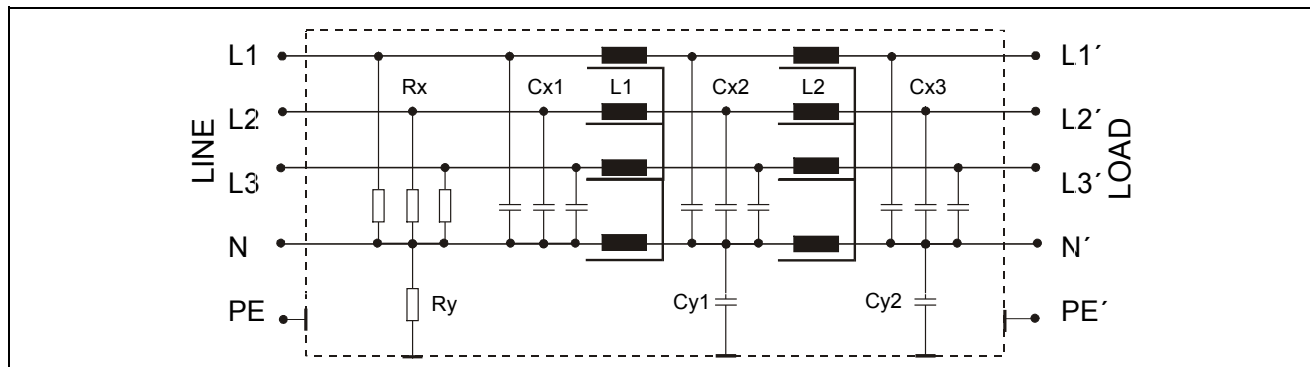 L1 L1´
Rx Cx1 L1 Cx2 L2 Cx3
L2 L2´
LINE LOAD
L3 L3´
N N´
PE Ry Cy1 Cy2 PE´